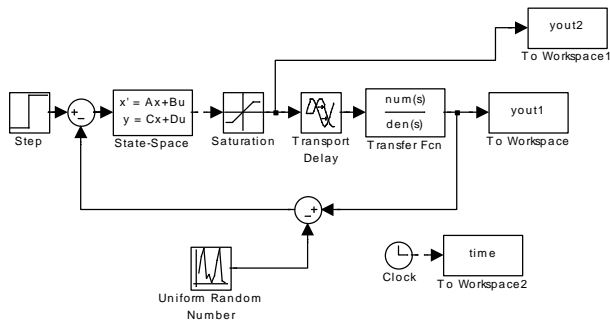 yout2
To Workspace1
+
−
x' = Ax+Bu
y = Cx+Du
num(s)
den(s)
yout1
Step
State-Space
Saturation
Transport
Delay
Transfer Fcn
To Workspace
−
+
Uniform Random
Number
Clock
time
To Workspace2